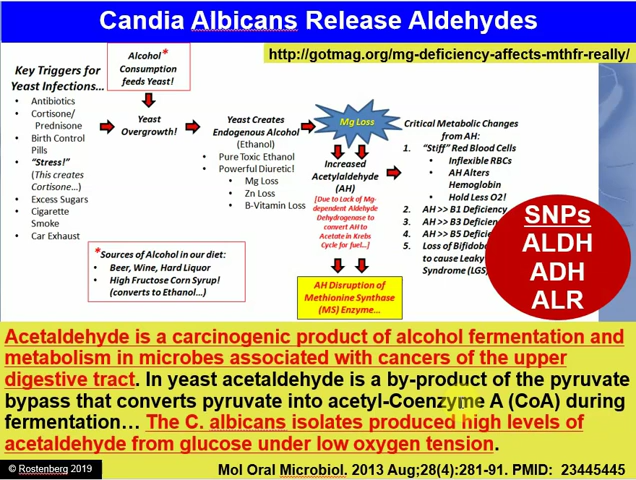 Candia Albicans Release Aldehydes
http://gotmag.org/mg-deficiency-affects-mthfr-really/
Key Triggers for
Yeast Infections…
• Antibiotics
• Cortisone/
Prednisone
• Birth Control
Pills
• “Stress!”
(This creates
Cortisone…)
• Excess Sugars
• Cigarette
Smoke
• Car Exhaust
Alcohol*
Consumption
feeds Yeast!
Yeast
Overgrowth!
Yeast Creates
Endogenous Alcohol
(Ethanol)
• Pure Toxic Ethanol
• Powerful Diuretic!
• Mg Loss
• Zn Loss
• B-Vitamin Loss
Mg Loss
Increased
Acetylaldehyde
(AH)
[Due to Lack of Mg-
dependent Aldehyde
Dehydrogenase to
convert AH to
Acetate in Krebs
Cycle for fuel…]
AH Disruption of
Methionine Synthase
(MS) Enzyme…
Critical Metabolic Changes
from AH:
1. “Stiff” Red Blood Cells
• Inflexible RBCs
• AH Alters
Hemoglobin
• Hold Less O2!
2. AH >> B1 Deficiency
3. AH >> B3 Deficiency
4. AH >> B5 Defici
5. Loss of Bifidob
to cause Leaky
Syndrome (LGS)
SNPs
ALDH
ADH
ALR
*Sources of Alcohol in our diet:
• Beer, Wine, Hard Liquor
• High Fructose Corn Syrup!
(converts to Ethanol…)
Acetaldehyde is a carcinogenic product of alcohol fermentation and
metabolism in microbes associated with cancers of the upper
digestive tract. In yeast acetaldehyde is a by-product of the pyruvate
bypass that converts pyruvate into acetyl-Coenzyme A (CoA) during
fermentation… The C. albicans isolates produced high levels of
acetaldehyde from glucose under low oxygen tension.
© Rostenberg 2019
Mol Oral Microbiol. 2013 Aug;28(4):281-91. PMID: 23445445